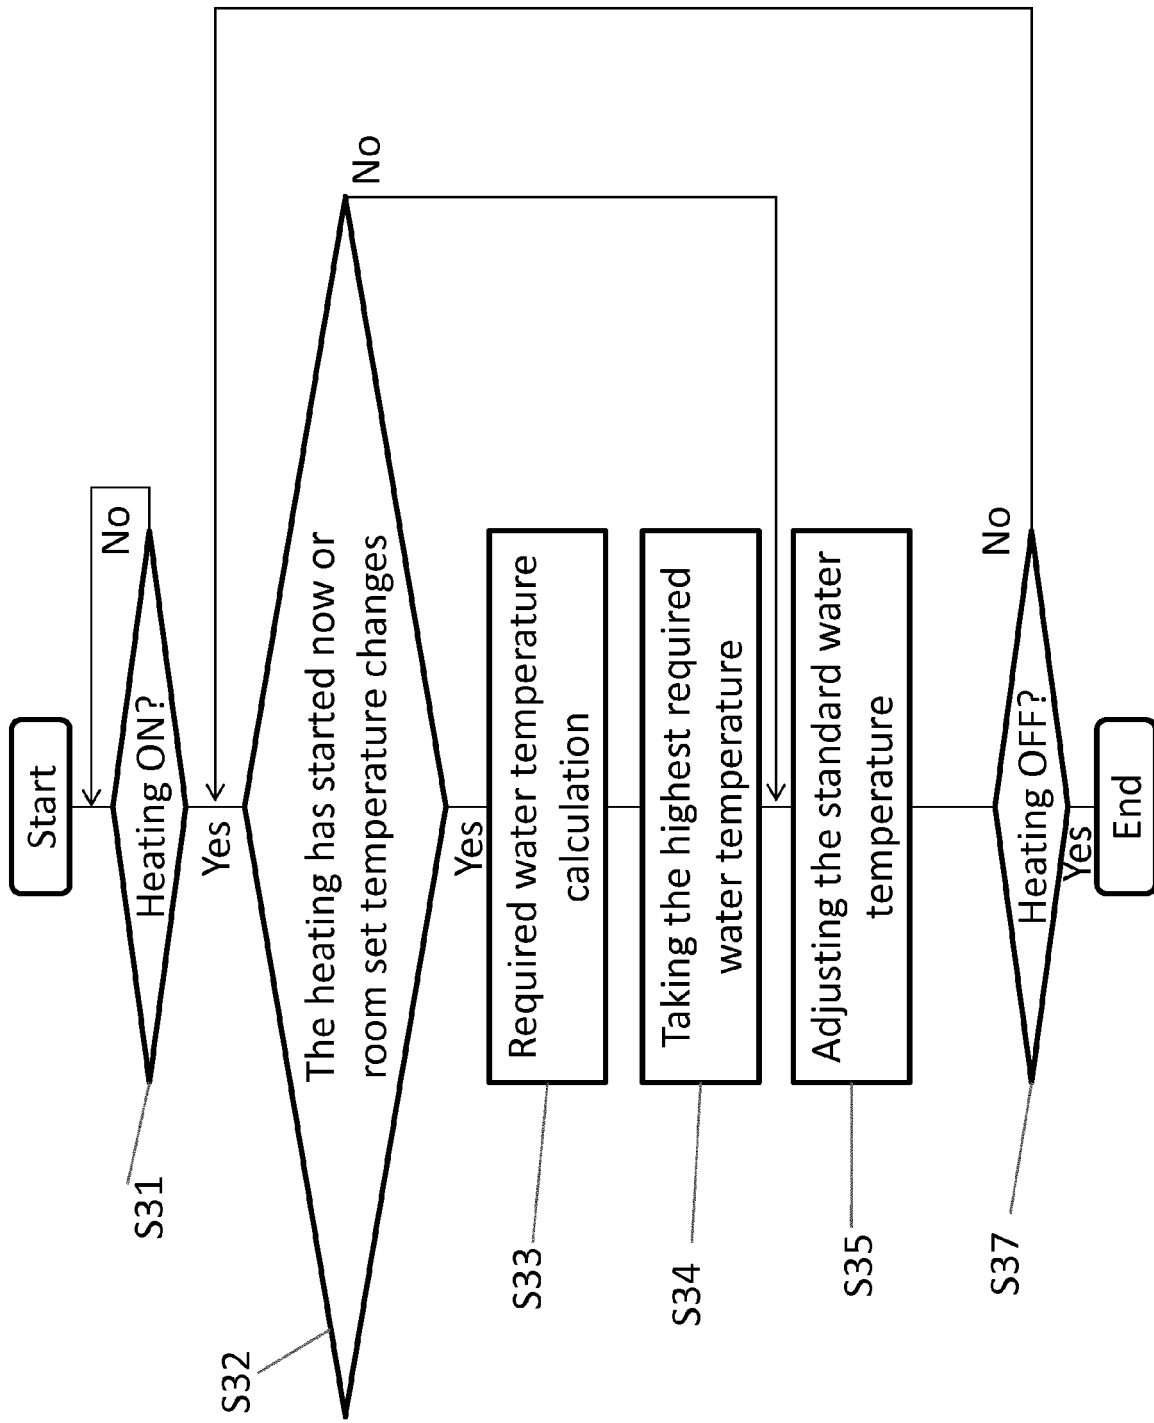 Start
Heating ON?
No
S31
Yes
The heating has started now or
room set temperature changes
No
S32
Yes
Required water temperature
calculation
S33
Taking the highest required
water temperature
S34
Adjusting the standard water
temperature
S35
Heating OFF?
No
S37
Yes
End